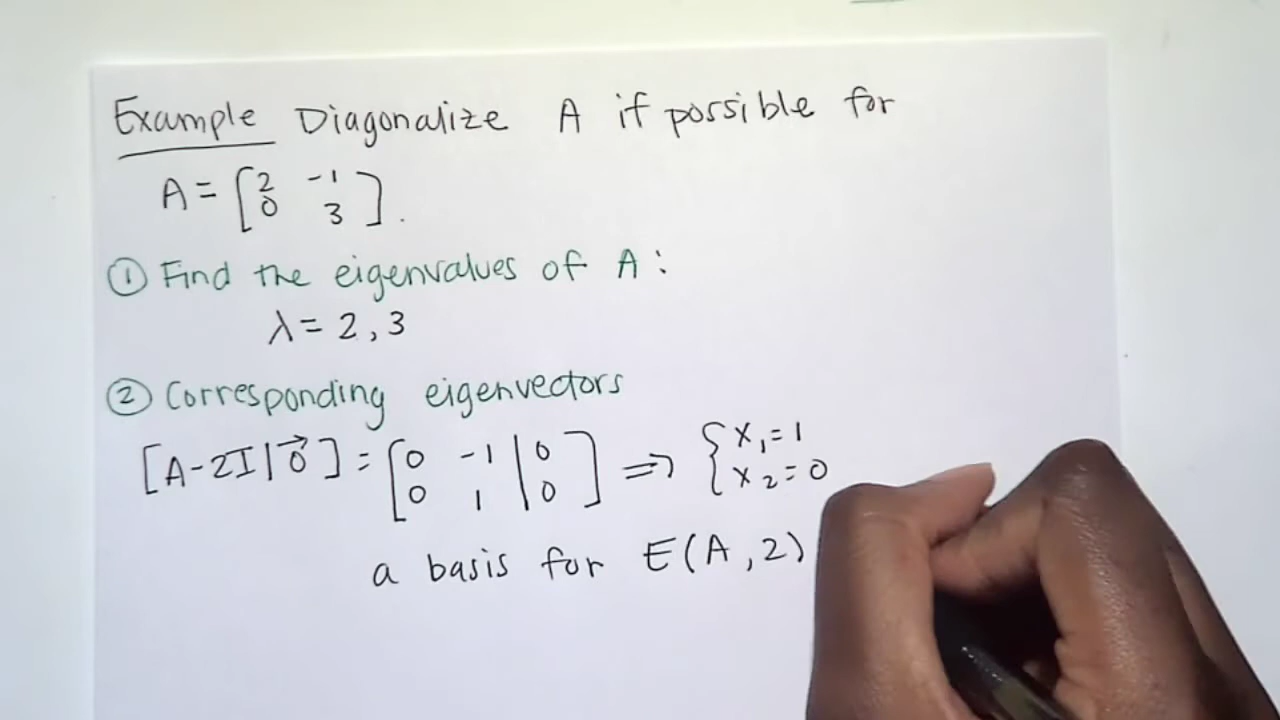 Example Diagonalize A if possible for
A = [2 -1
0 3].
① Find the eigenvalues of A:
λ = 2, 3
② Corresponding eigenvectors
[A-2I|0⃗] = [0 -1 | 0
0 1 | 0] ⇒ { x₁ = 1
x₂ = 0
a basis for E(A, 2)